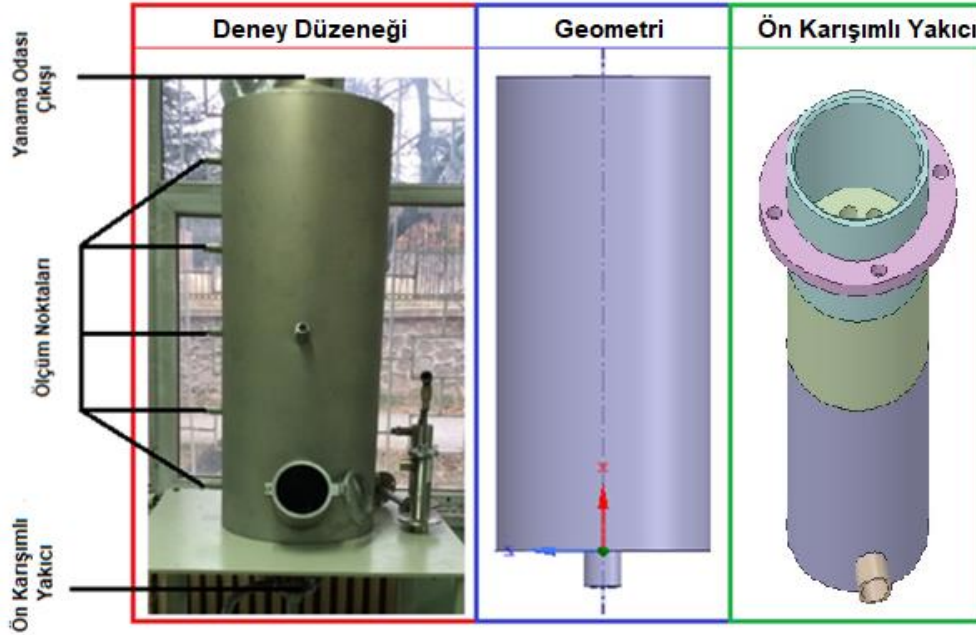 Deney Düzeneği
Geometri
Ön Karışımlı Yakıcı
Yanama Odası
Çıkışı
Ölçüm Noktaları
Ön Karışımlı
Yakıcı
X